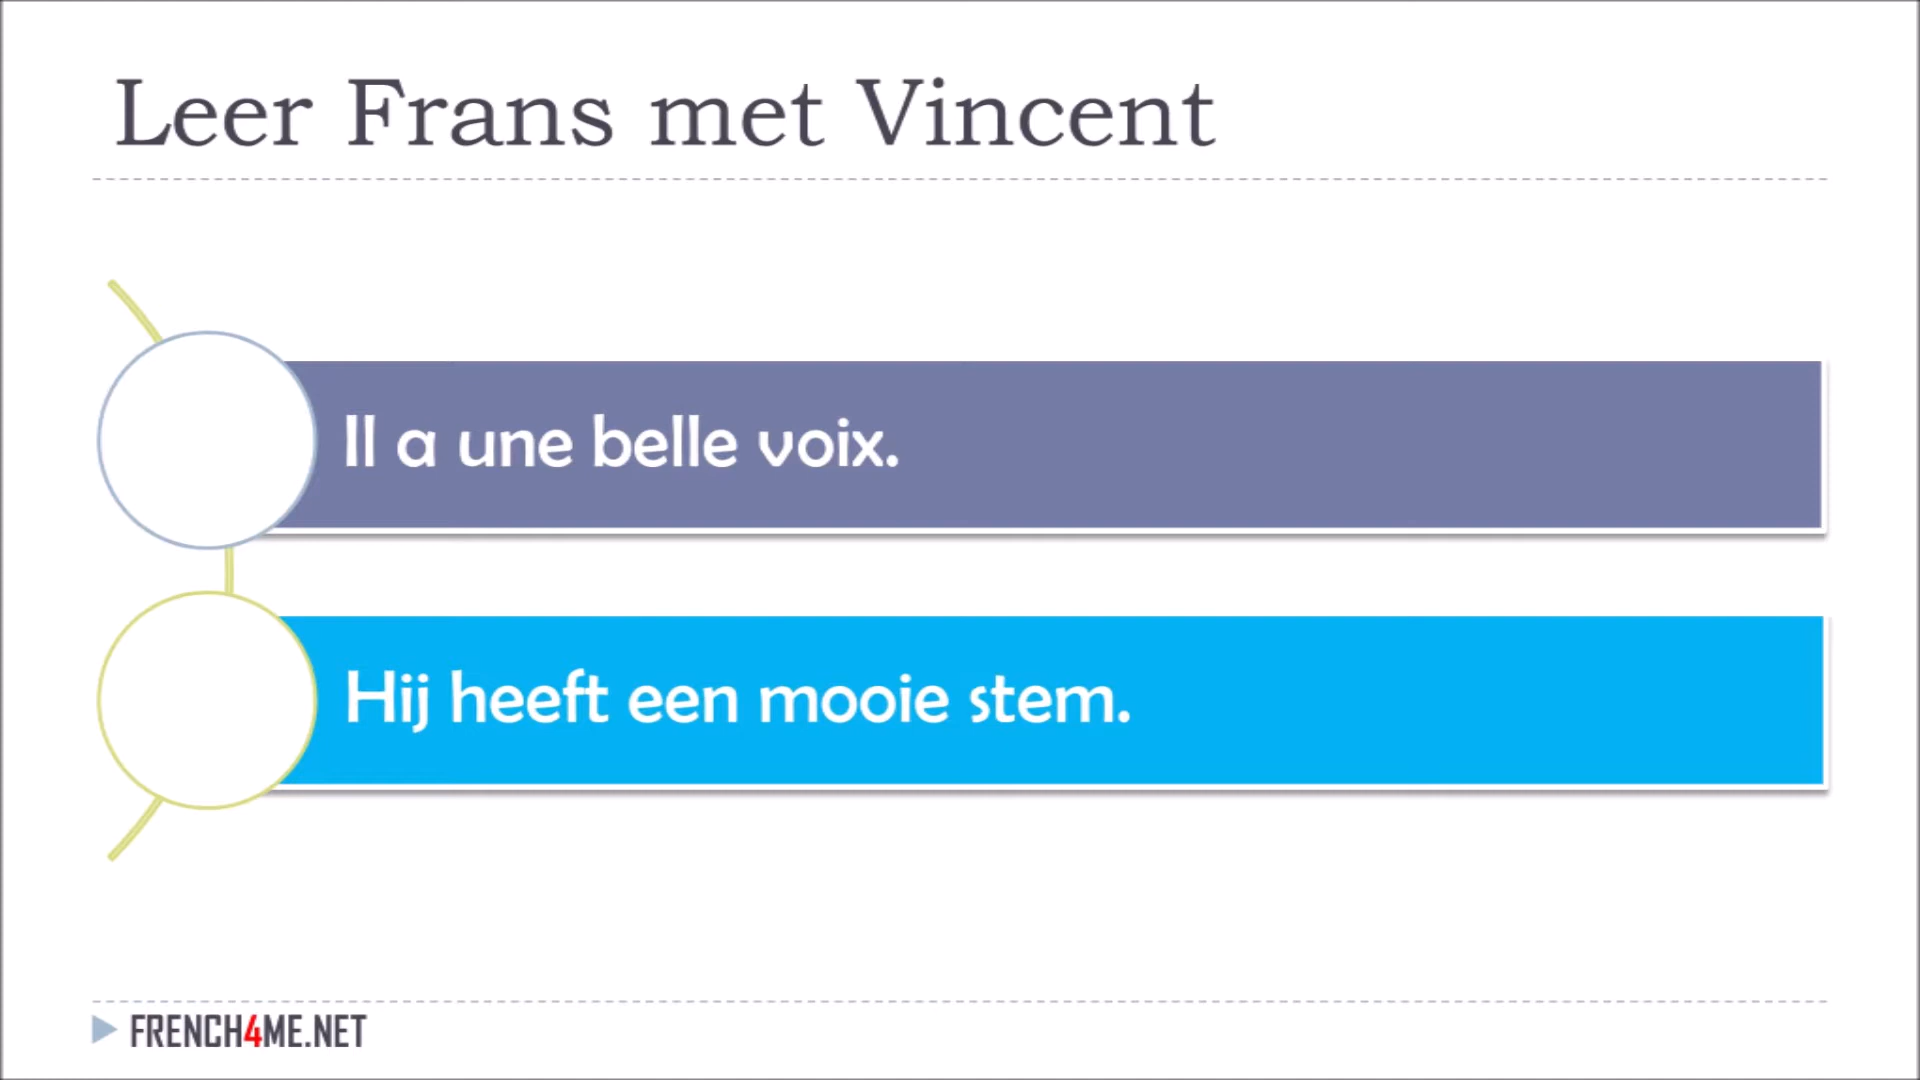 Leer Frans met Vincent
Il a une belle voix.
Hij heeft een mooie stem.
FRENCH4ME.NET